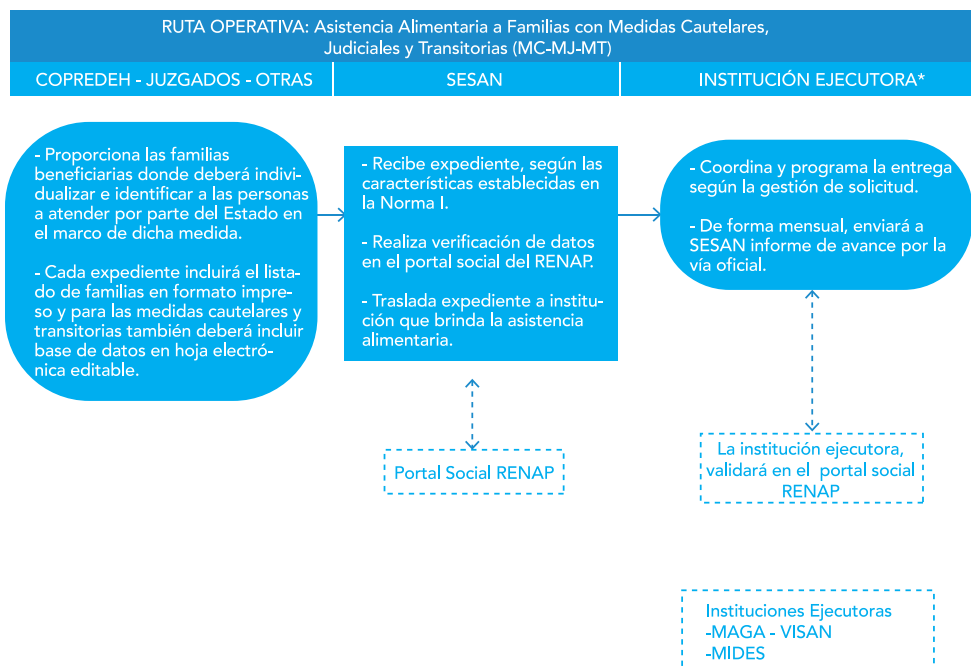 RUTA OPERATIVA: Asistencia Alimentaria a Familias con Medidas Cautelares,
Judiciales y Transitorias (MC-MJ-MT)
COPREDEH - JUZGADOS - OTRAS
SESAN
INSTITUCIÓN EJECUTORA*
- Proporciona las familias
beneficiarias donde deberá indivi-
dualizar e identificar a las personas
a atender por parte del Estado en
el marco de dicha medida.
- Cada expediente incluirá el lista-
do de familias en formato impre-
so y para las medidas cautelares y
transitorias también deberá incluir
base de datos en hoja electró-
nica editable.
- Recibe expediente, según las
características establecidas en
la Norma I.
- Realiza verificación de datos
en el portal social del RENAP.
- Traslada expediente a institu-
ción que brinda la asistencia
alimentaria.
- Coordina y programa la entrega
según la gestión de solicitud.
- De forma mensual, enviará a
SESAN informe de avance por la
vía oficial.
Portal Social RENAP
La institución ejecutora,
validará en el portal social
RENAP
Instituciones Ejecutoras
-MAGA - VISAN
-MIDES